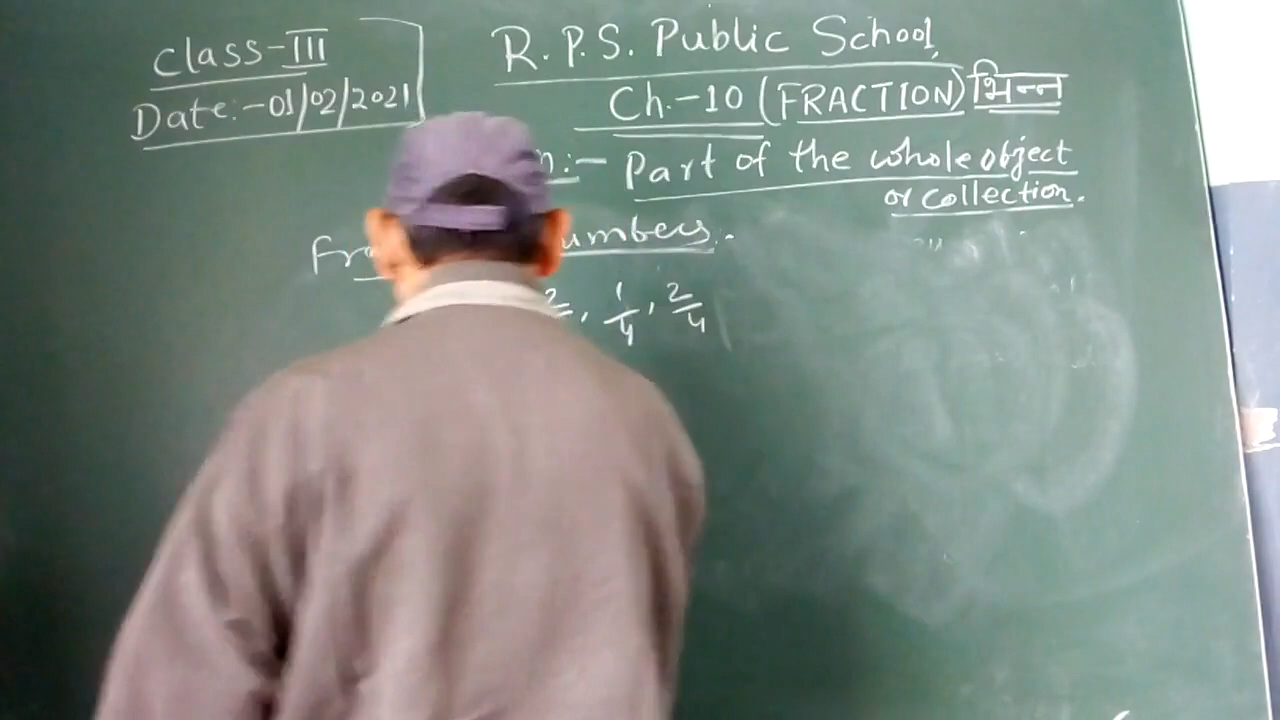 Class-III
Date:-01/02/2021
R.P.S. Public School
Ch.-10 (FRACTION) भिन्न
:- Part of the whole object
or collection.
1/4, 2/4